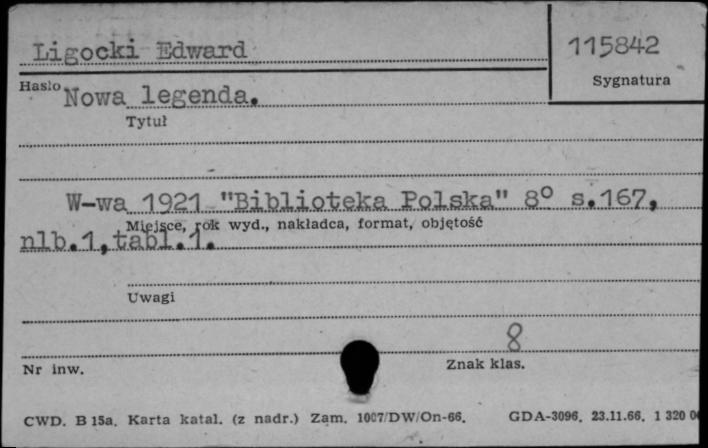 Ligocki Edward
115842
Sygnatura
Hasło Nowa legenda.
Tytuł
W-wa 1921 "Biblioteka Polska" 8° s.167,
Miejsce, rok wyd., nakładca, format, objętość
nlb.1,tabl.1.
Uwagi
8
Nr inw.
Znak klas.
CWD. B 15a. Karta katal. (z nadr.) Zam. 1007/DW/On-66. GDA-3096. 23.11.66. 1 320